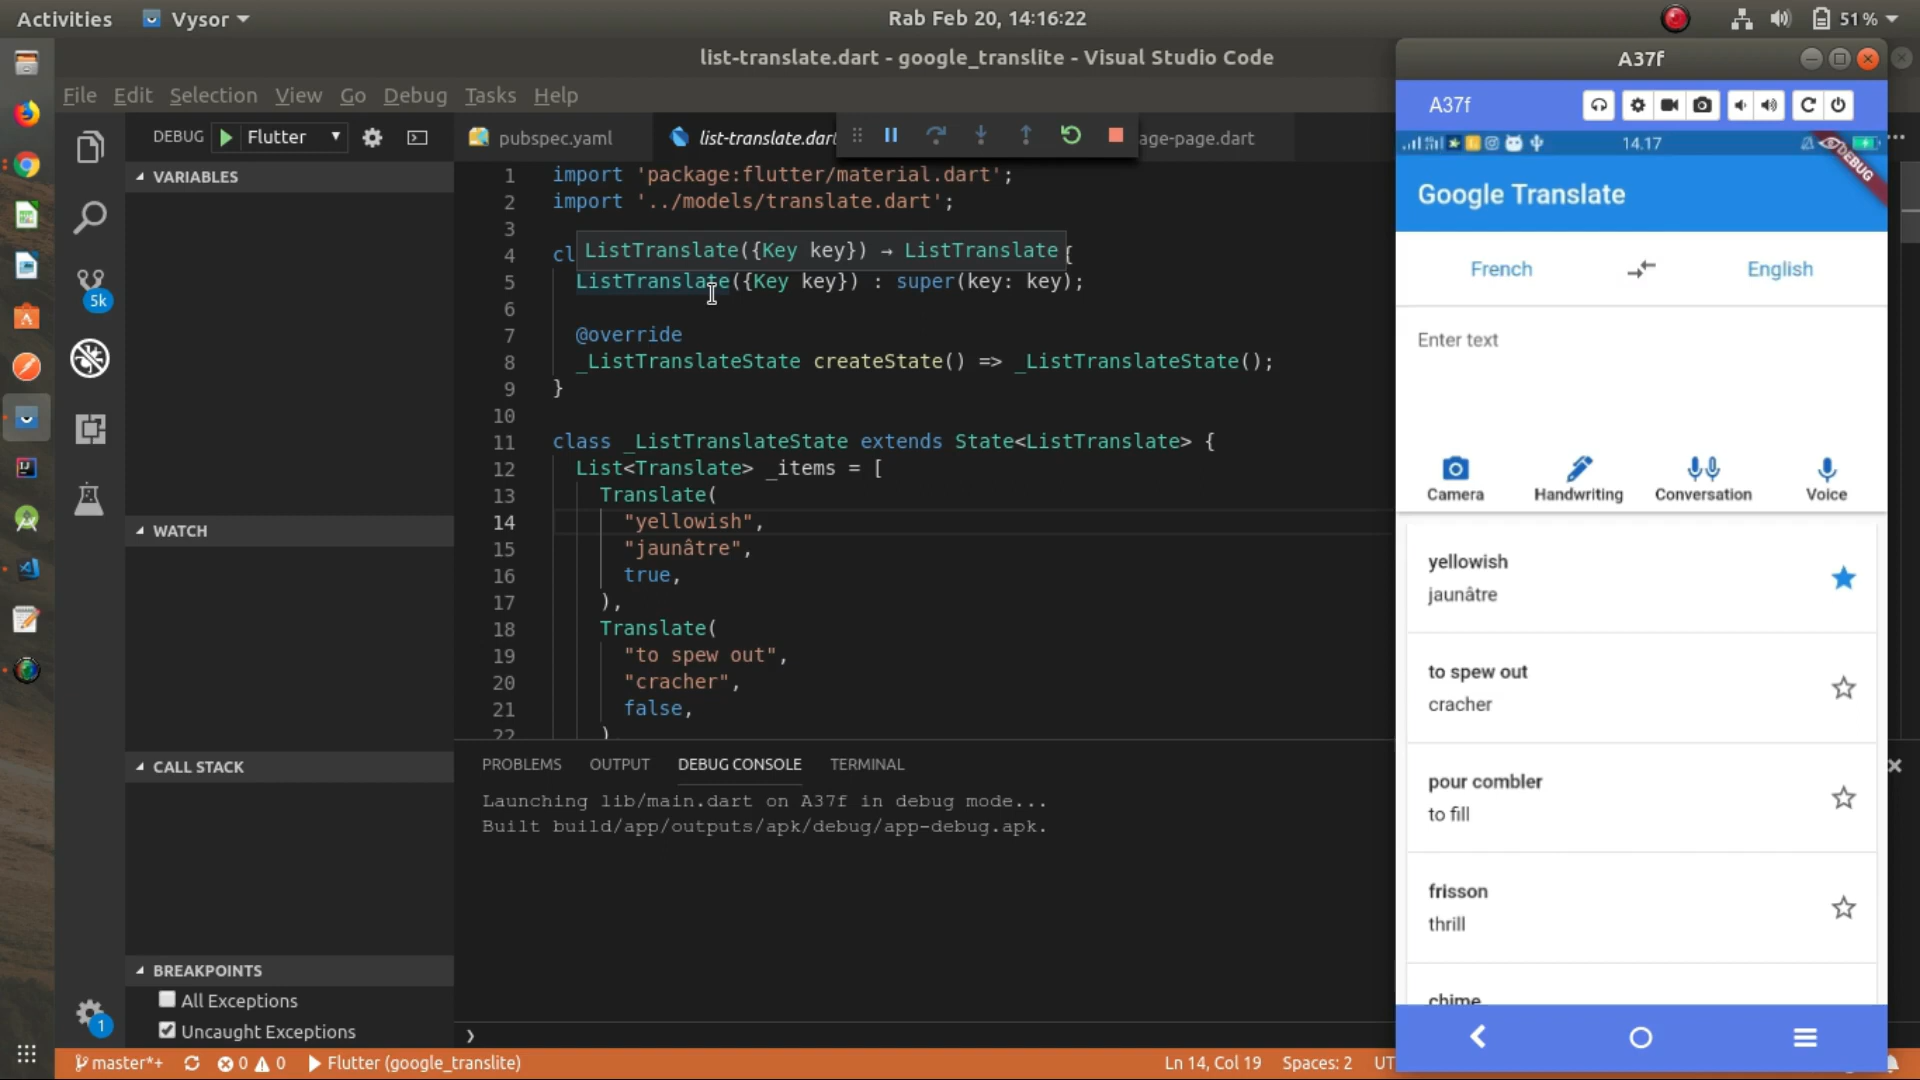 Activities
Vysor
Rab Feb 20, 14:16:22
51 %
list-translate.dart - google_translite - Visual Studio Code
File Edit Selection View Go Debug Tasks Help
DEBUG Flutter
pubspec.yaml
list-translate.dart
age-page.dart
VARIABLES
WATCH
CALL STACK
BREAKPOINTS
All Exceptions
Uncaught Exceptions
5k
1
1 import 'package:flutter/material.dart';
2 import '../models/translate.dart';
3
ListTranslate({Key key}) → ListTranslate
4 cl {
5 ListTranslate({Key key}) : super(key: key);
6
7 @override
8 _ListTranslateState createState() => _ListTranslateState();
9 }
10
11 class _ListTranslateState extends State<ListTranslate> {
12 List<Translate> _items = [
13 Translate(
14 "yellowish",
15 "jaunâtre",
16 true,
17 ),
18 Translate(
19 "to spew out",
20 "cracher",
21 false,
22 )
PROBLEMS OUTPUT DEBUG CONSOLE TERMINAL
Launching lib/main.dart on A37f in debug mode...
Built build/app/outputs/apk/debug/app-debug.apk.
master*+ 0 0 Flutter (google_translite)
Ln 14, Col 19 Spaces: 2 UT
A37f
A37f
14.17
DEBUG
Google Translate
French English
Enter text
Camera Handwriting Conversation Voice
yellowish
jaunâtre
to spew out
cracher
pour combler
to fill
frisson
thrill
chime